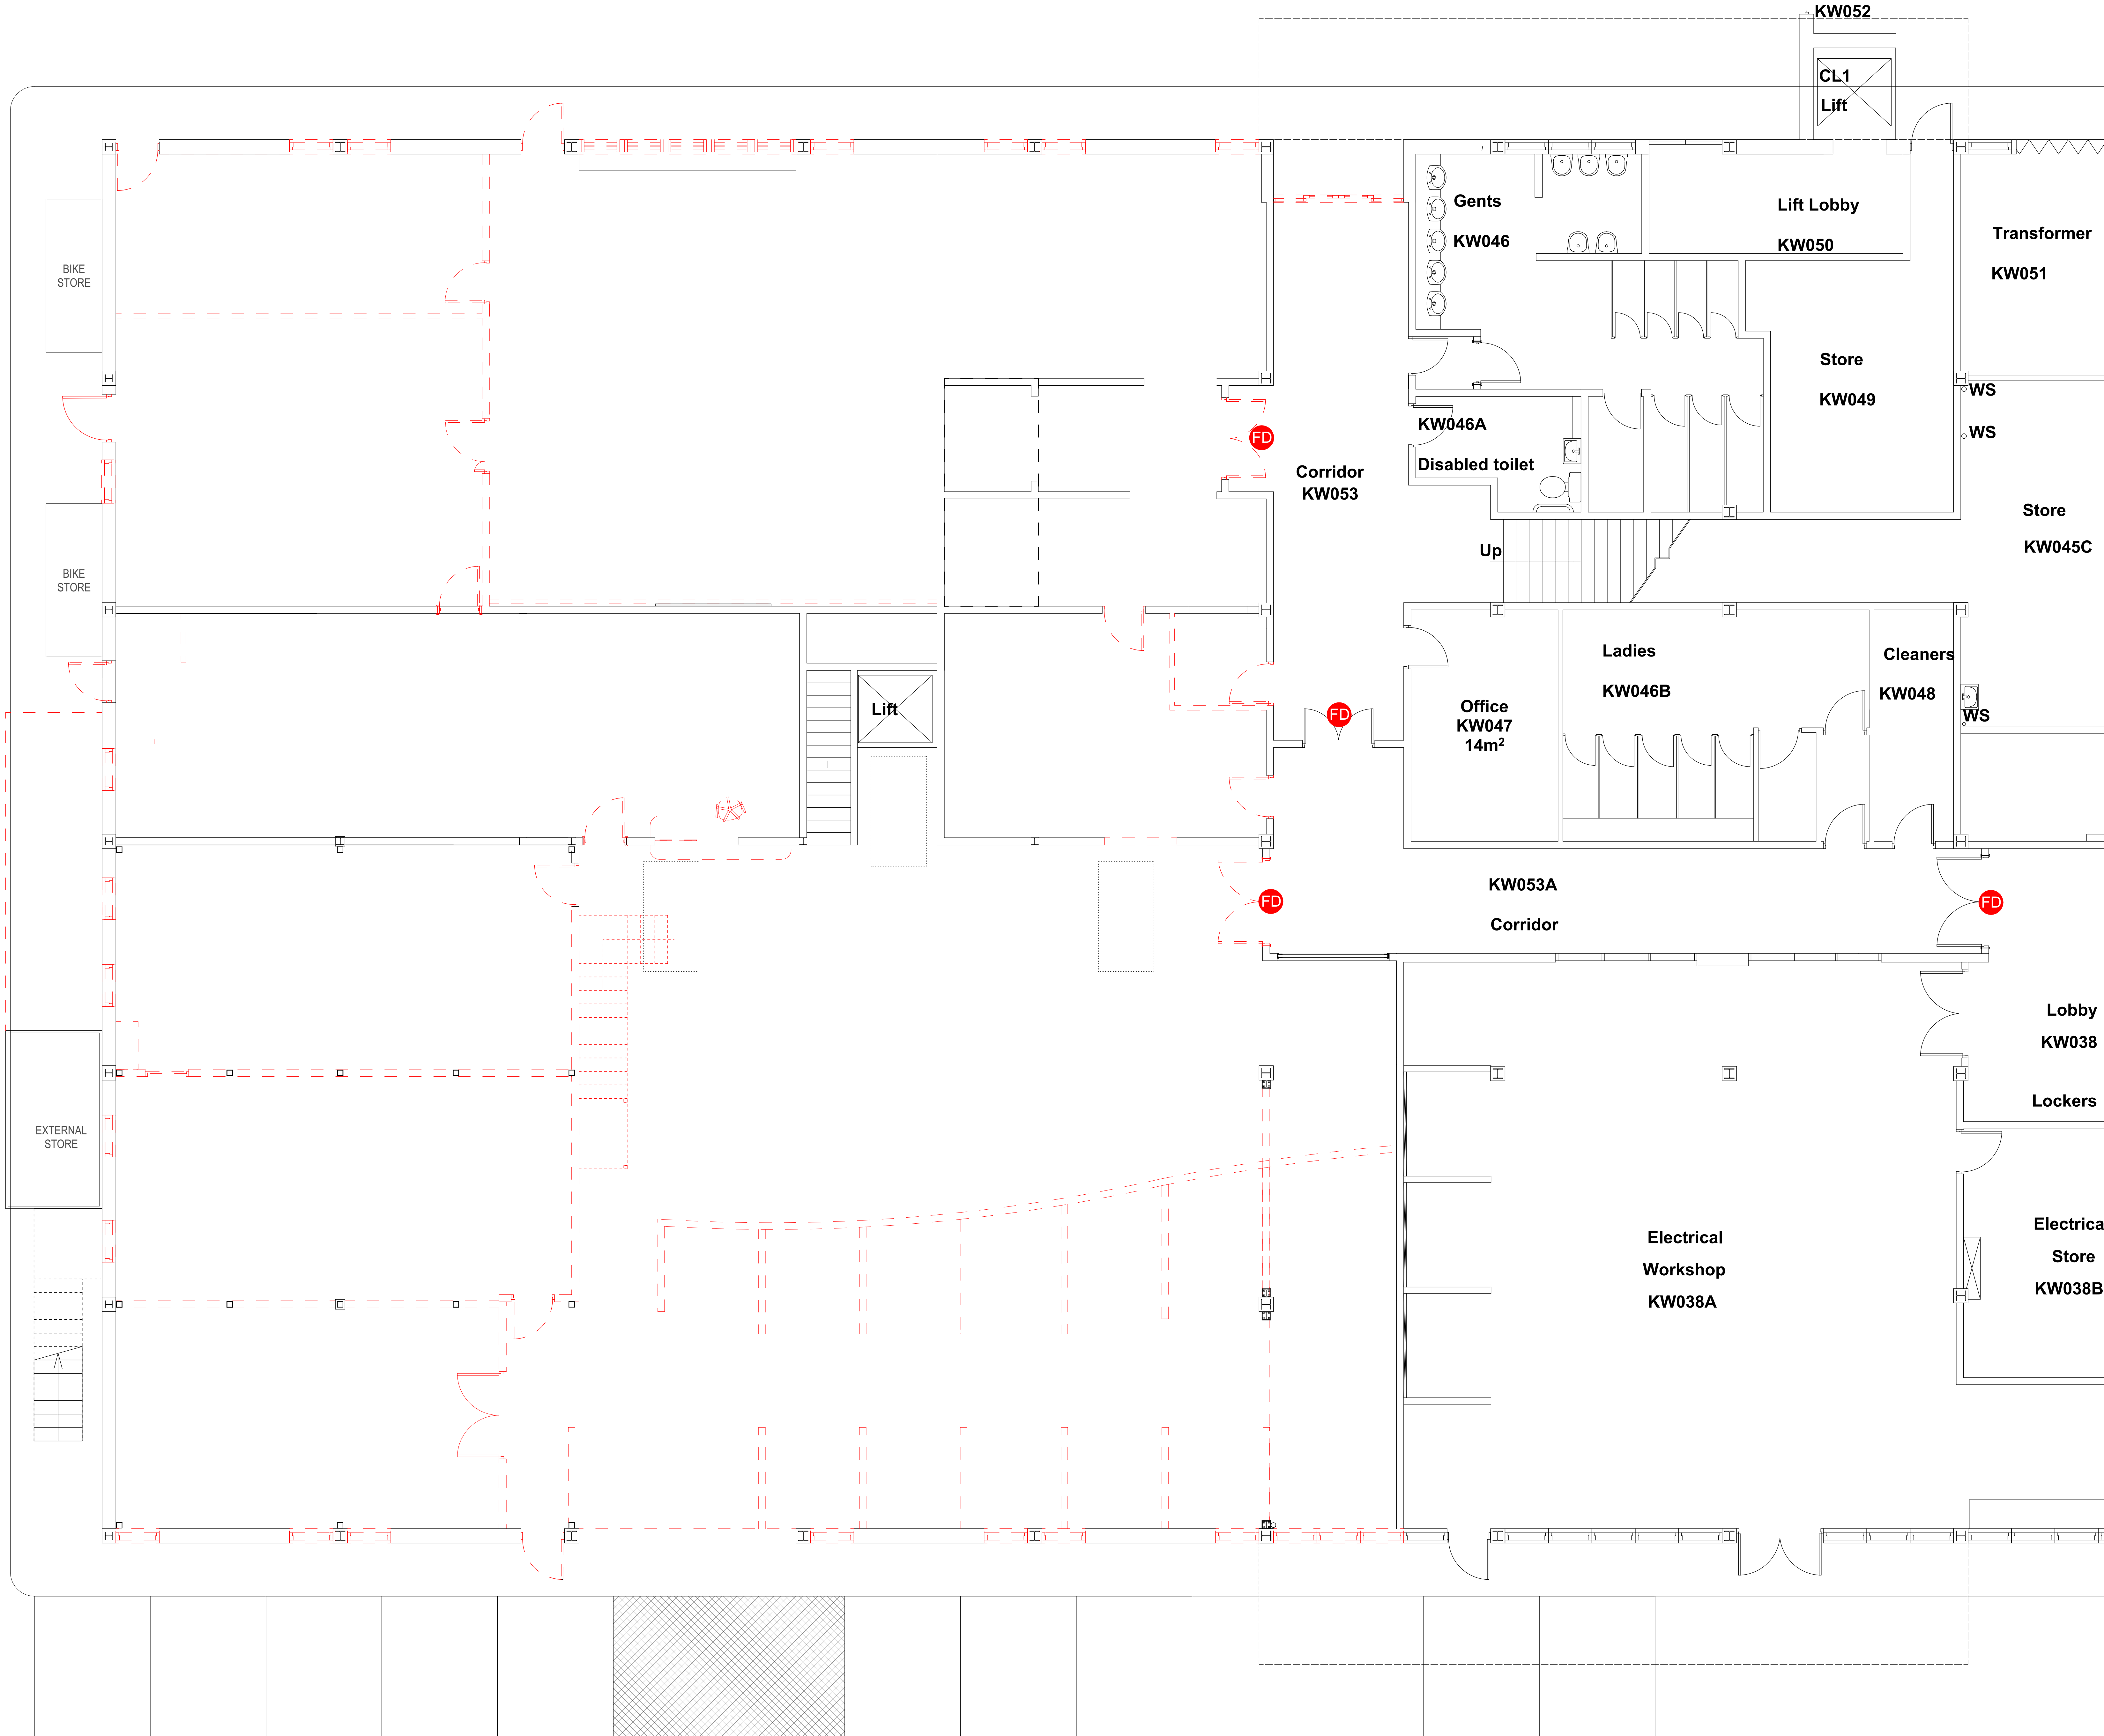 KW052
CL1
Lift
Gents
KW046
Lift Lobby
KW050
Transformer
KW051
BIKE
STORE
Store
KW049
WS
WS
KW046A
Disabled toilet
FD
Corridor
KW053
Store
KW045C
Up
BIKE
STORE
Ladies
KW046B
Cleaners
KW048
Office
KW047
14m²
Lift
FD
WS
KW053A
Corridor
FD
FD
Lobby
KW038
Lockers
EXTERNAL
STORE
Electrical
Workshop
KW038A
Electrica
Store
KW038B